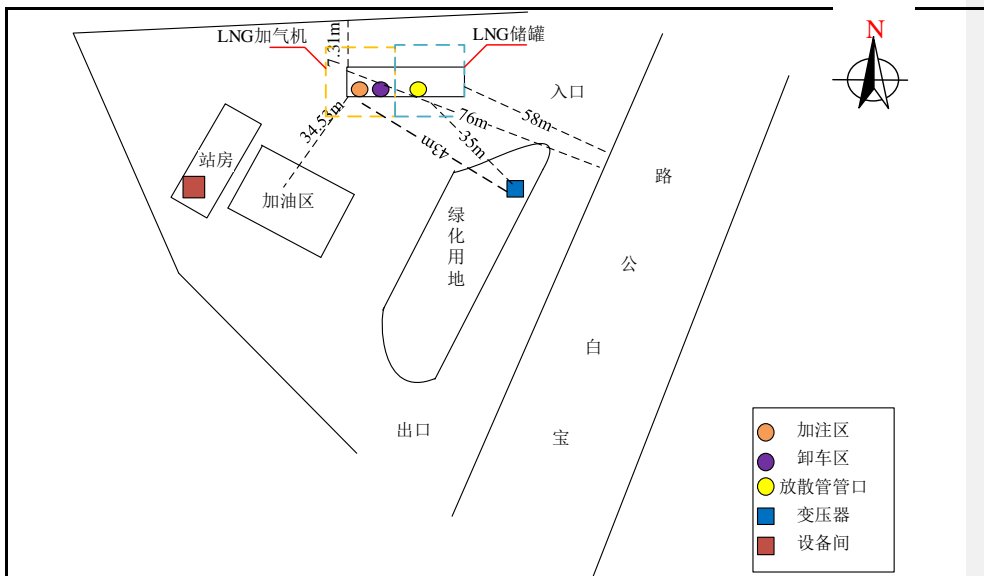 N
LNG加气机
LNG储罐
7.31m
入口
58m
76m
35m
43m
34.53m
站房
加油区
绿化用地
路
公
白
宝
出口
加注区
卸车区
放散管管口
变压器
设备间